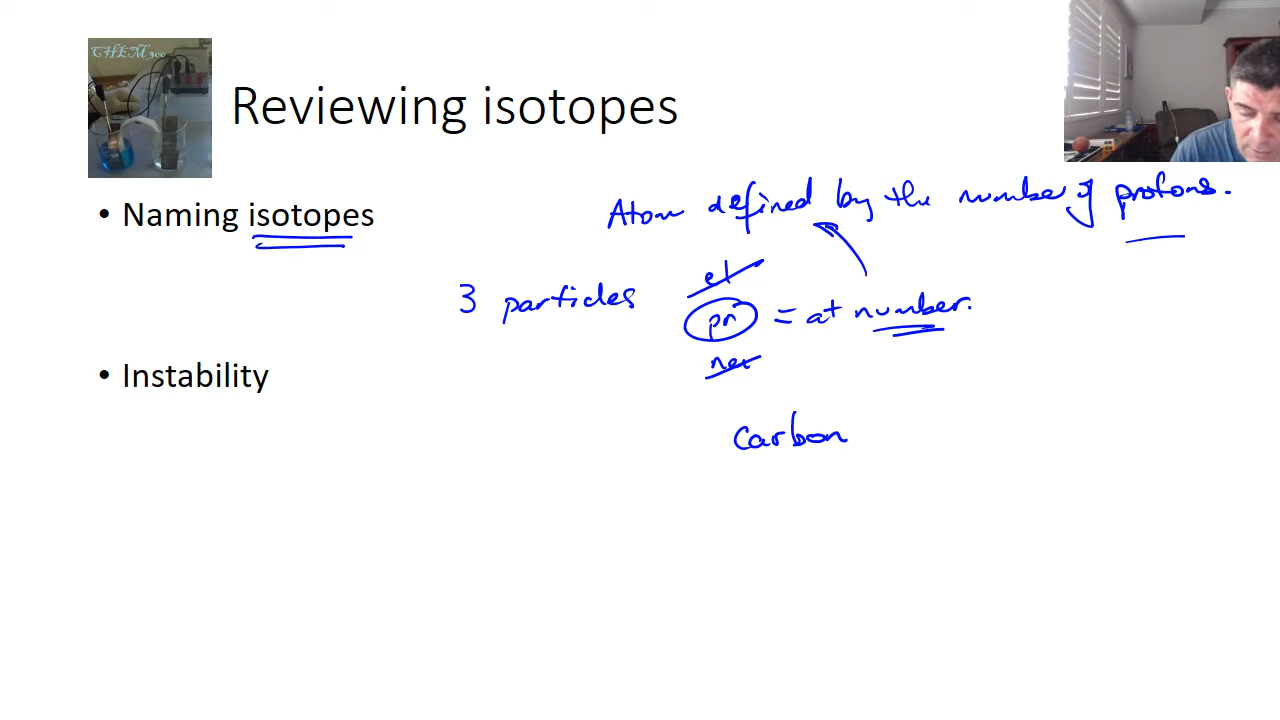 CHEM 300
Reviewing isotopes
• Naming isotopes
Atom defined by the number of protons.
3 particles
el
pr = at number.
neu
• Instability
carbon